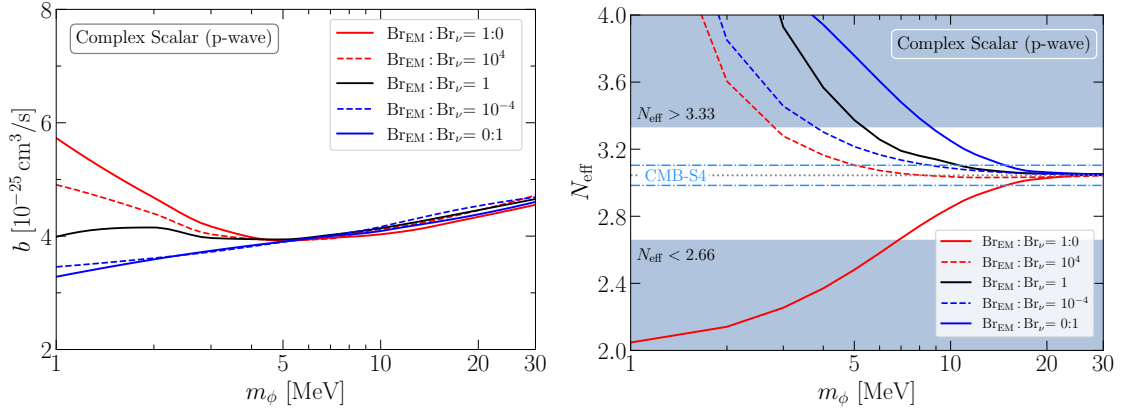 Complex Scalar (p-wave)
Br_EM : Br_ν = 1:0
Br_EM : Br_ν = 10^4
Br_EM : Br_ν = 1
Br_EM : Br_ν = 10^-4
Br_EM : Br_ν = 0:1
b [10^-25 cm^3/s]
8
6
4
2
1
5
10
30
m_ϕ [MeV]
Complex Scalar (p-wave)
N_eff > 3.33
CMB-S4
N_eff < 2.66
Br_EM : Br_ν = 1:0
Br_EM : Br_ν = 10^4
Br_EM : Br_ν = 1
Br_EM : Br_ν = 10^-4
Br_EM : Br_ν = 0:1
N_eff
4.0
3.6
3.2
2.8
2.4
2.0
1
5
10
20
30
m_ϕ [MeV]